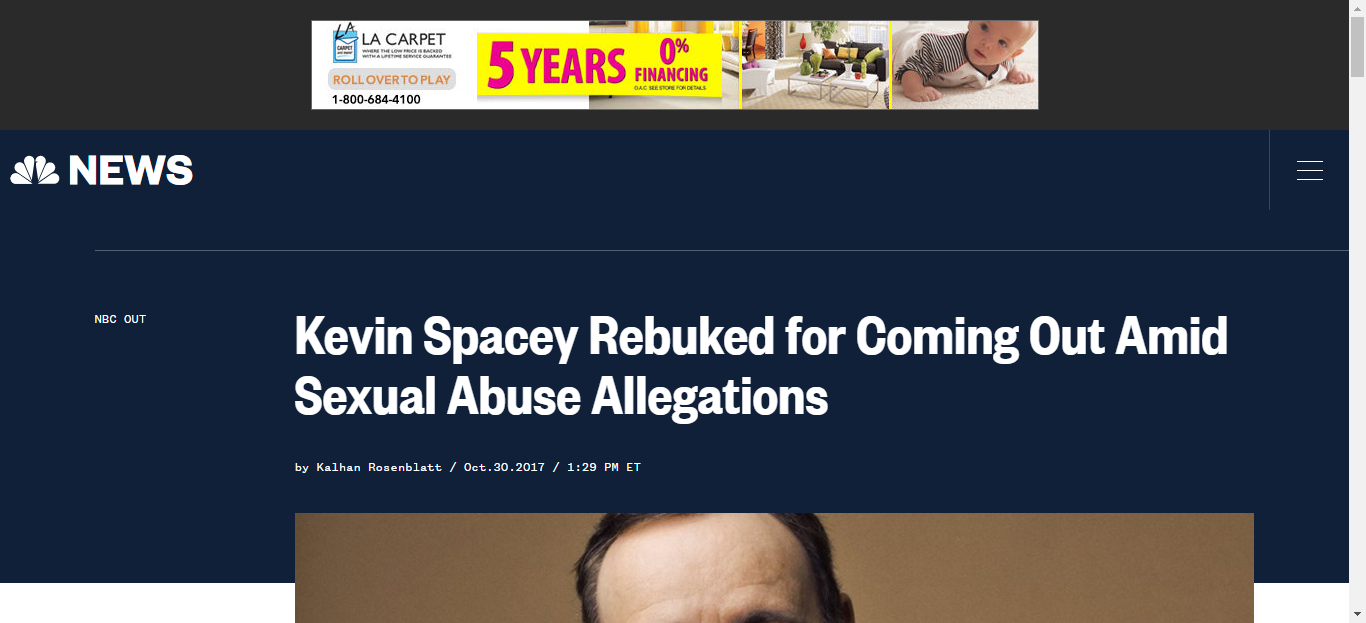 LA
LA CARPET
CARPET
WHERE THE LOW PRICE IS BACKED
WITH A LIFETIME SERVICE GUARANTEE
ROLL OVER TO PLAY
1-800-684-4100
5 YEARS
0%
FINANCING
O.A.C. SEE STORE FOR DETAILS.
NEWS
NBC OUT
Kevin Spacey Rebuked for Coming Out Amid
Sexual Abuse Allegations
by Kalhan Rosenblatt / Oct.30.2017 / 1:29 PM ET